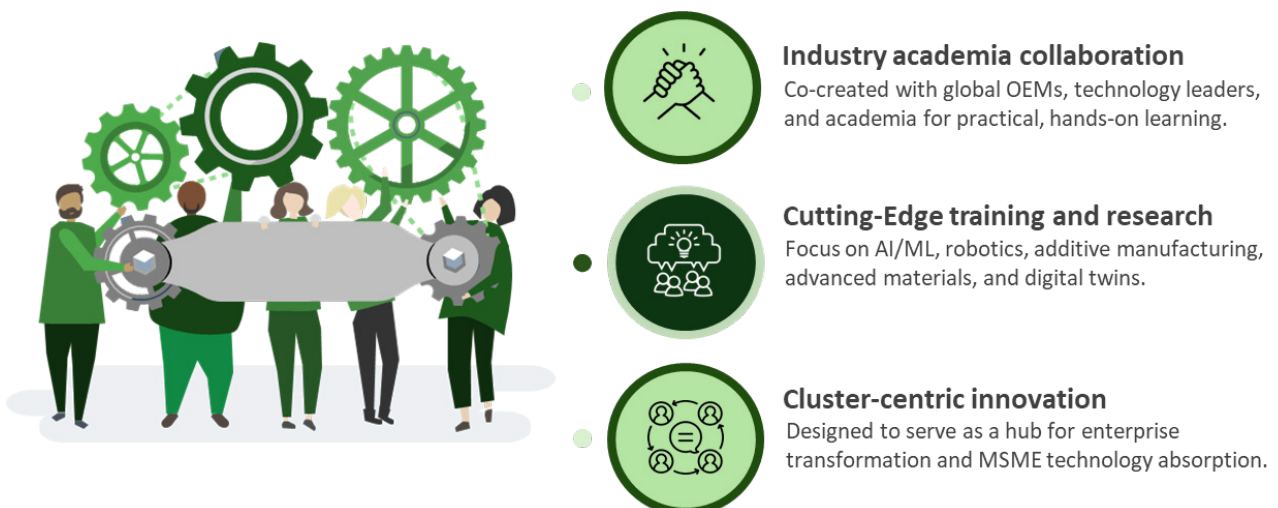 Industry academia collaboration
Co-created with global OEMs, technology leaders,
and academia for practical, hands-on learning.
Cutting-Edge training and research
Focus on AI/ML, robotics, additive manufacturing,
advanced materials, and digital twins.
Cluster-centric innovation
Designed to serve as a hub for enterprise
transformation and MSME technology absorption.